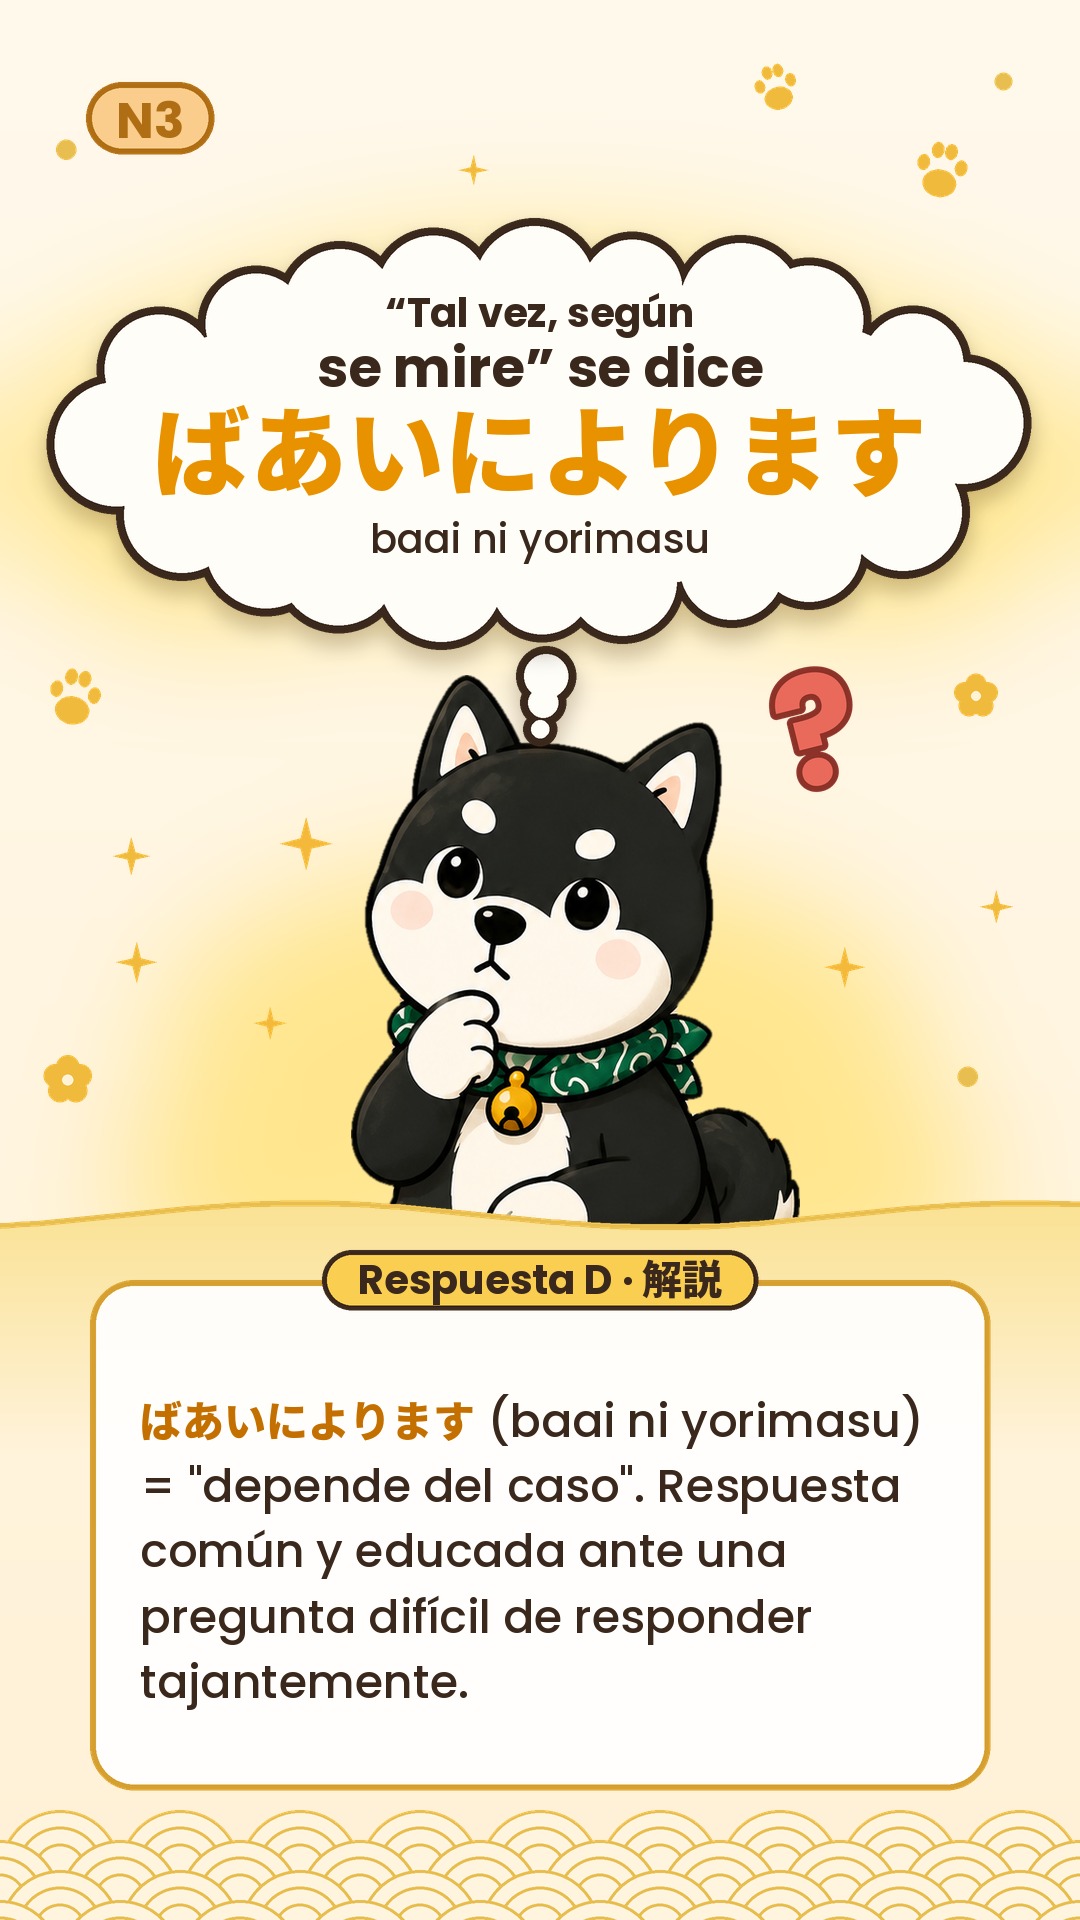 N3
“Tal vez, según
se mire” se dice
ばあいによります
baai ni yorimasu
Respuesta D · 解説
ばあいによります (baai ni yorimasu)
= "depende del caso". Respuesta
común y educada ante una
pregunta difícil de responder
tajantemente.